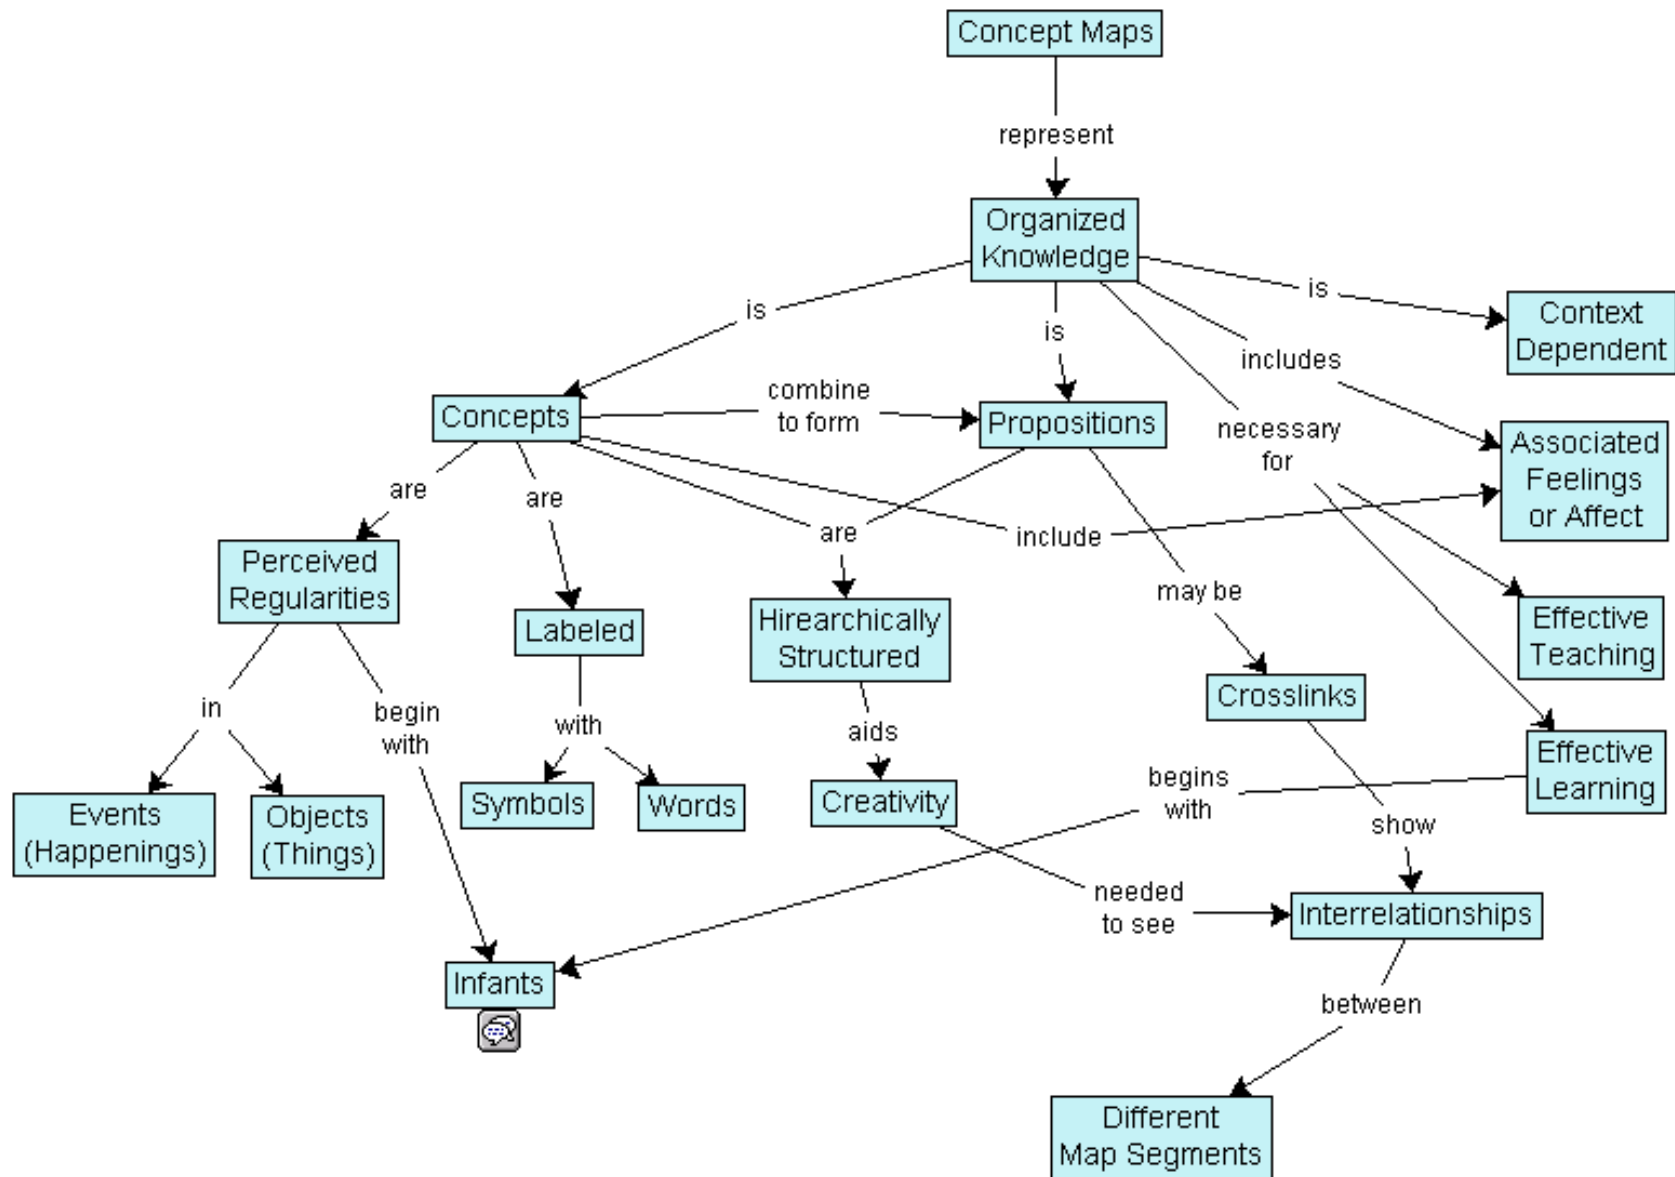 Concept Maps
represent
Organized
Knowledge
is
is
is
Context
Dependent
includes
combine
to form
Concepts
Propositions
necessary
for
Associated
Feelings
or Affect
are
are
are
include
Perceived
Regularities
may be
Labeled
Hirearchically
Structured
Effective
Teaching
Crosslinks
in
begin
with
with
aids
Effective
Learning
begins
with
Symbols
Words
Creativity
Events
(Happenings)
Objects
(Things)
show
needed
to see
Interrelationships
Infants
between
Different
Map Segments